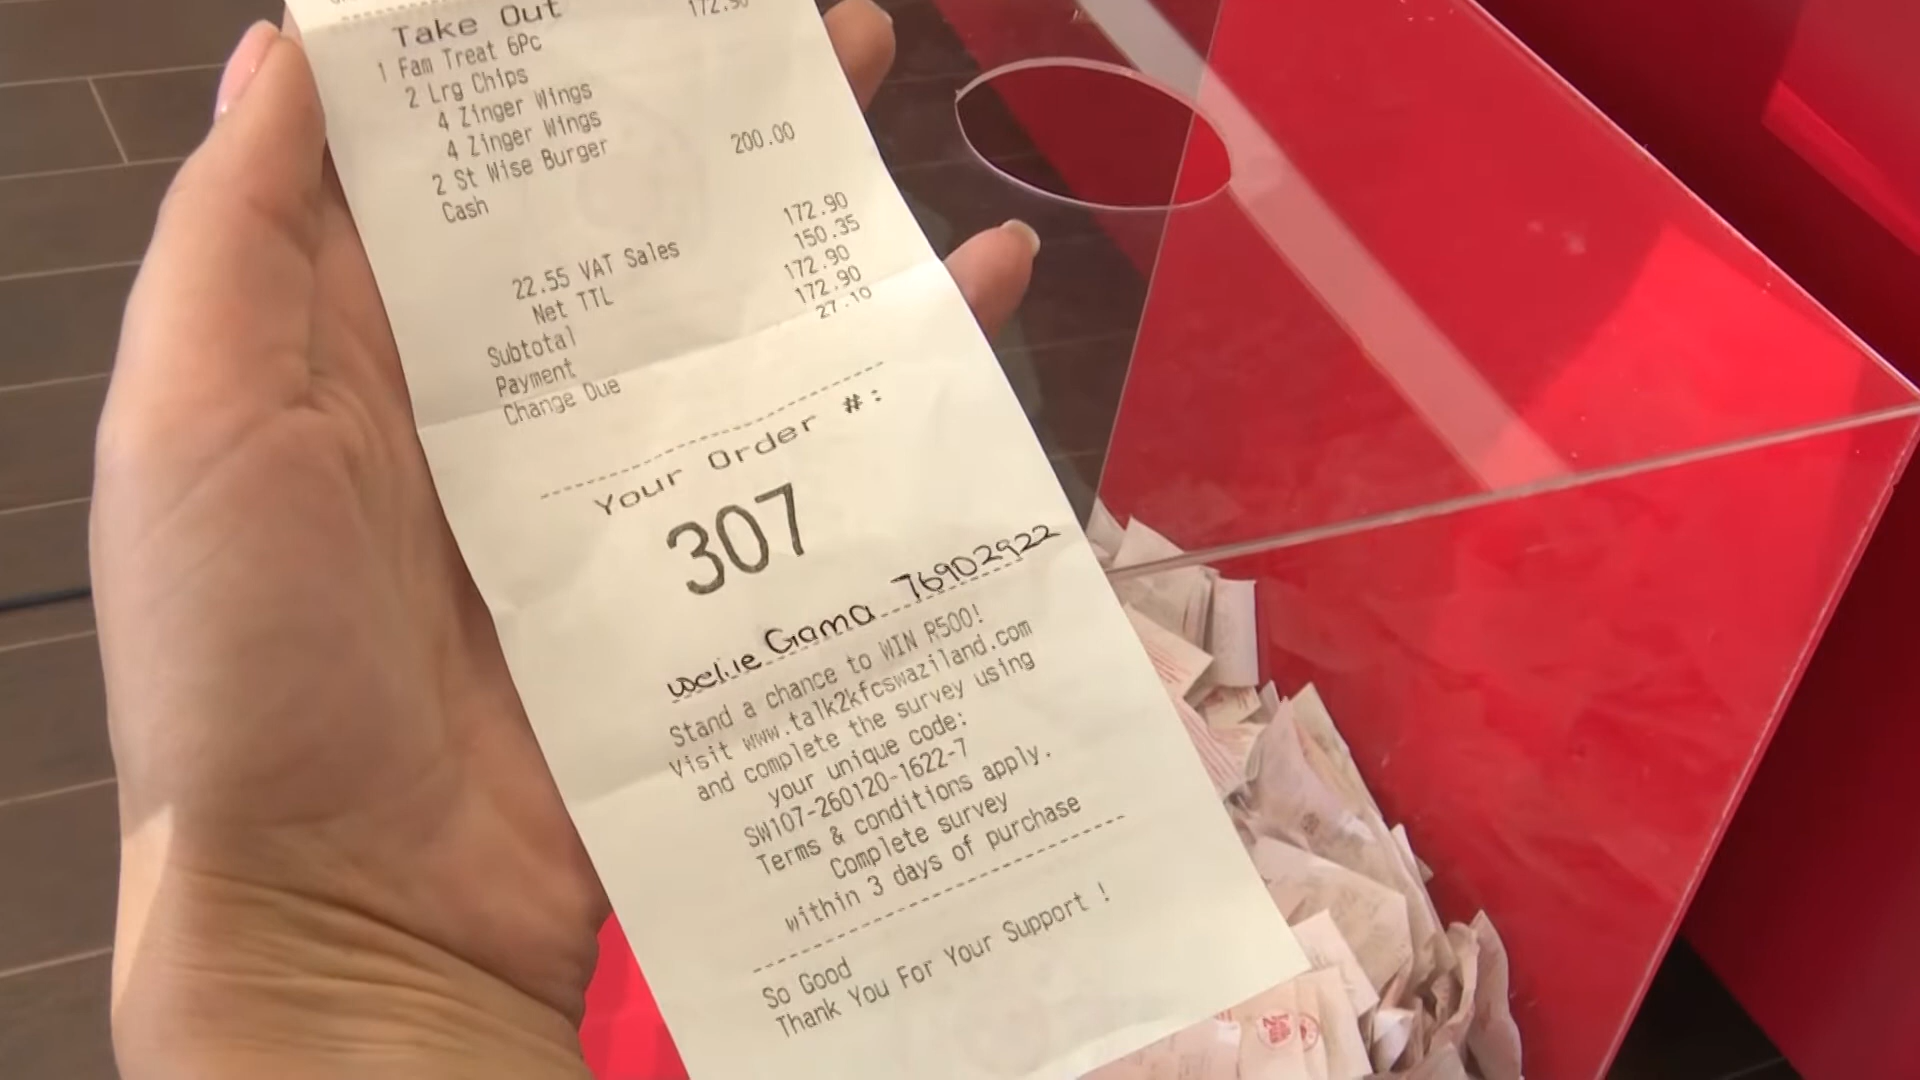 Take Out
1 Fam Treat 6Pc 172.90
2 Lrg Chips
4 Zinger Wings
4 Zinger Wings
2 St Wise Burger
Cash 200.00
22.55 VAT Sales 172.90
Net TTL 150.35
Subtotal 172.90
Payment 172.90
Change Due 27.10
Your Order #:
307
Gama 76902922
Stand a chance to WIN R500!
Visit www.talk2kfcswaziland.com
and complete the survey using
your unique code:
SW107-260120-1622-7
Terms & conditions apply.
Complete survey
within 3 days of purchase
So Good
Thank You For Your Support !